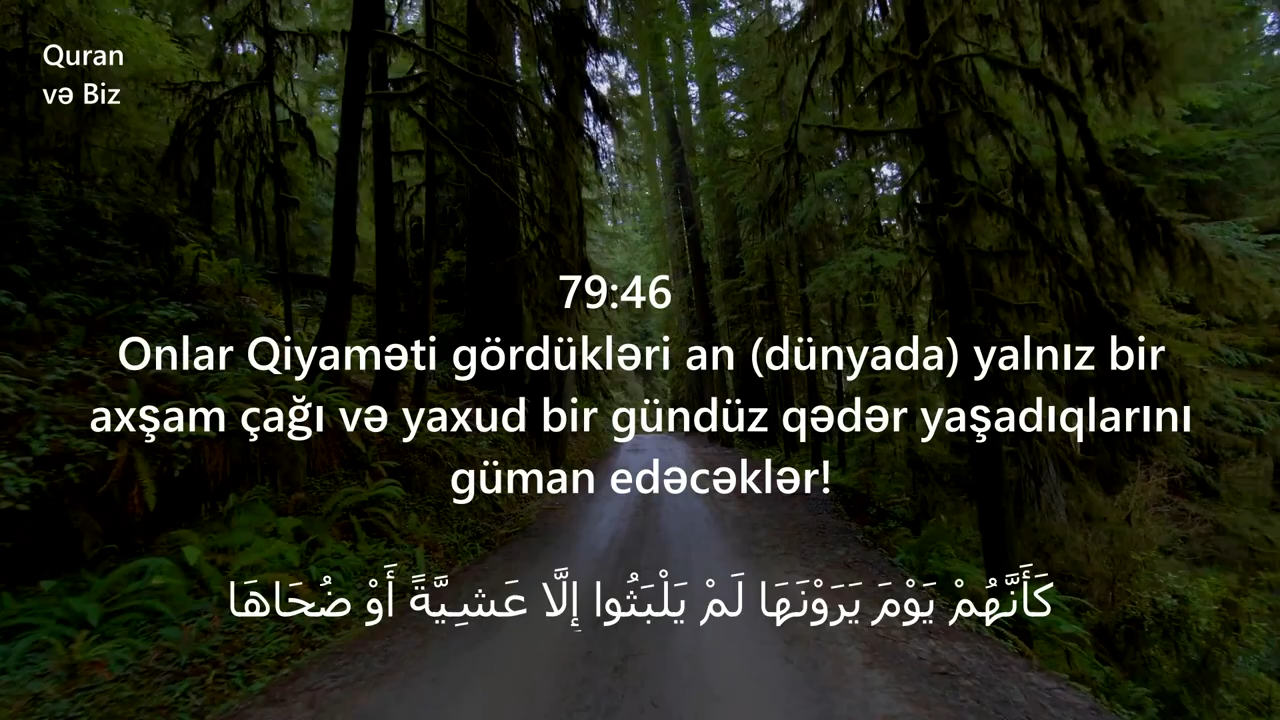 Quran
və Biz
79:46
Onlar Qiyaməti gördükləri an (dünyada) yalnız bir
axşam çağı və yaxud bir gündüz qədər yaşadıqlarını
güman edəcəklər!
كَأَنَّهُمْ يَوْمَ يَرَوْنَهَا لَمْ يَلْبَثُوا إِلَّا عَشِيَّةً أَوْ ضُحَاهَا